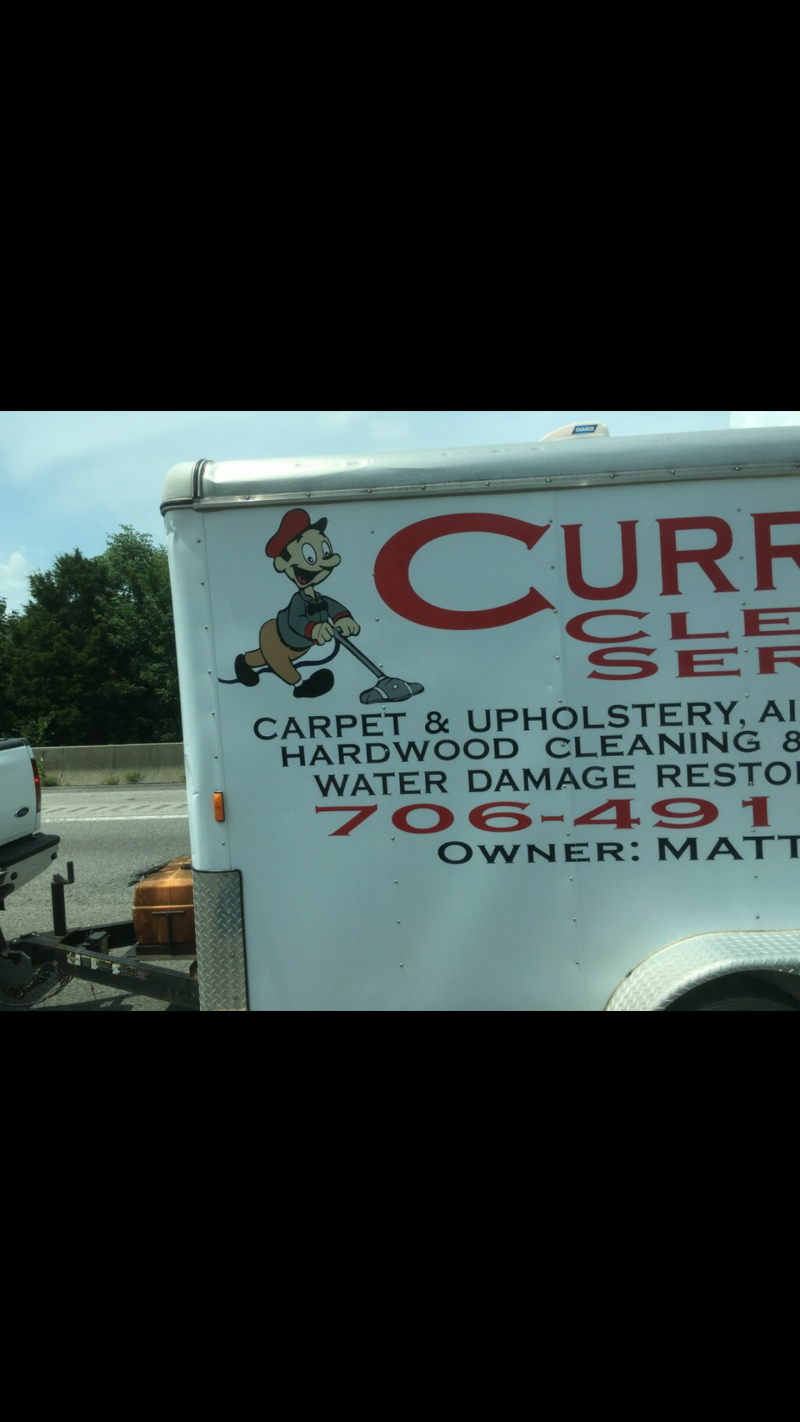 CURR
CLE
SER
CARPET & UPHOLSTERY, AI
HARDWOOD CLEANING &
WATER DAMAGE RESTO
706-491
OWNER: MATT